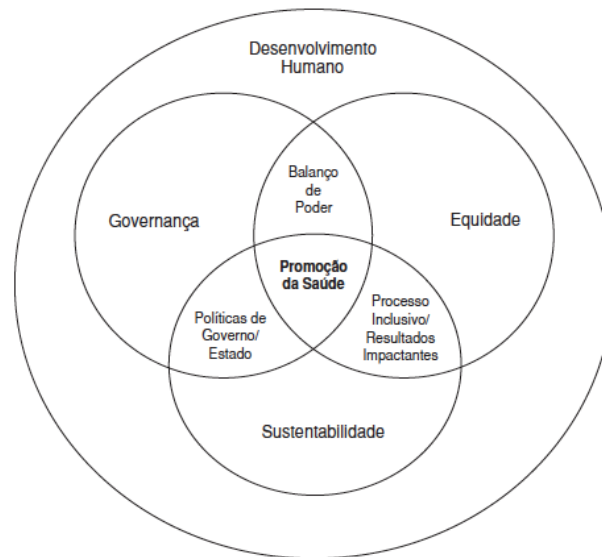 Desenvolvimento
Humano
Balanço
de
Poder
Governança
Equidade
Promoção
da Saúde
Políticas de
Governo/
Estado
Processo
Inclusivo/
Resultados
Impactantes
Sustentabilidade